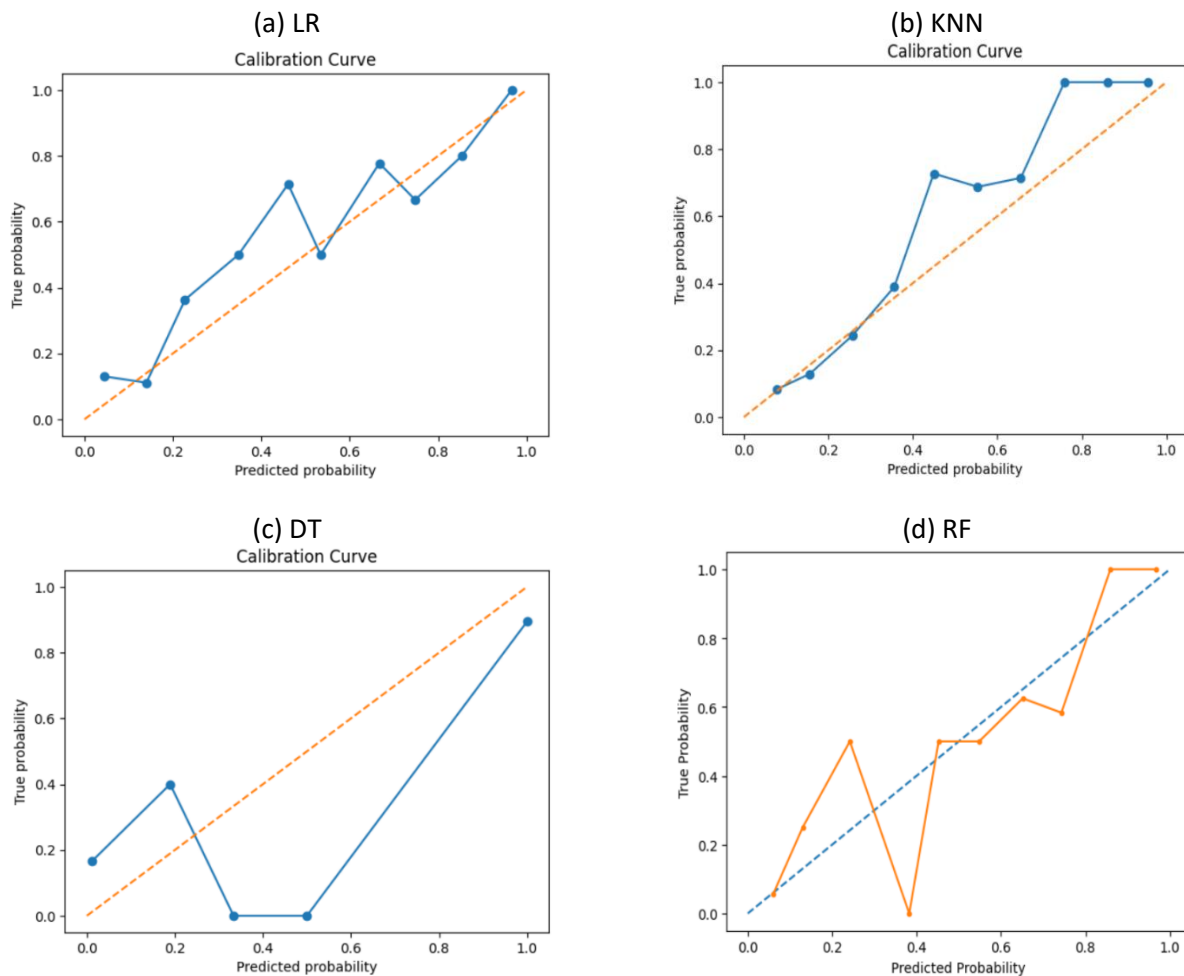 (a) LR
Calibration Curve
1.0
0.8
0.6
0.4
0.2
0.0
True probability
0.0 0.2 0.4 0.6 0.8 1.0
Predicted probability
(b) KNN
Calibration Curve
1.0
0.8
0.6
0.4
0.2
0.0
True probability
0.0 0.2 0.4 0.6 0.8 1.0
Predicted probability
(c) DT
Calibration Curve
1.0
0.8
0.6
0.4
0.2
0.0
True probability
0.0 0.2 0.4 0.6 0.8 1.0
Predicted probability
(d) RF
1.0
0.8
0.6
0.4
0.2
0.0
True Probability
0.0 0.2 0.4 0.6 0.8 1.0
Predicted Probability